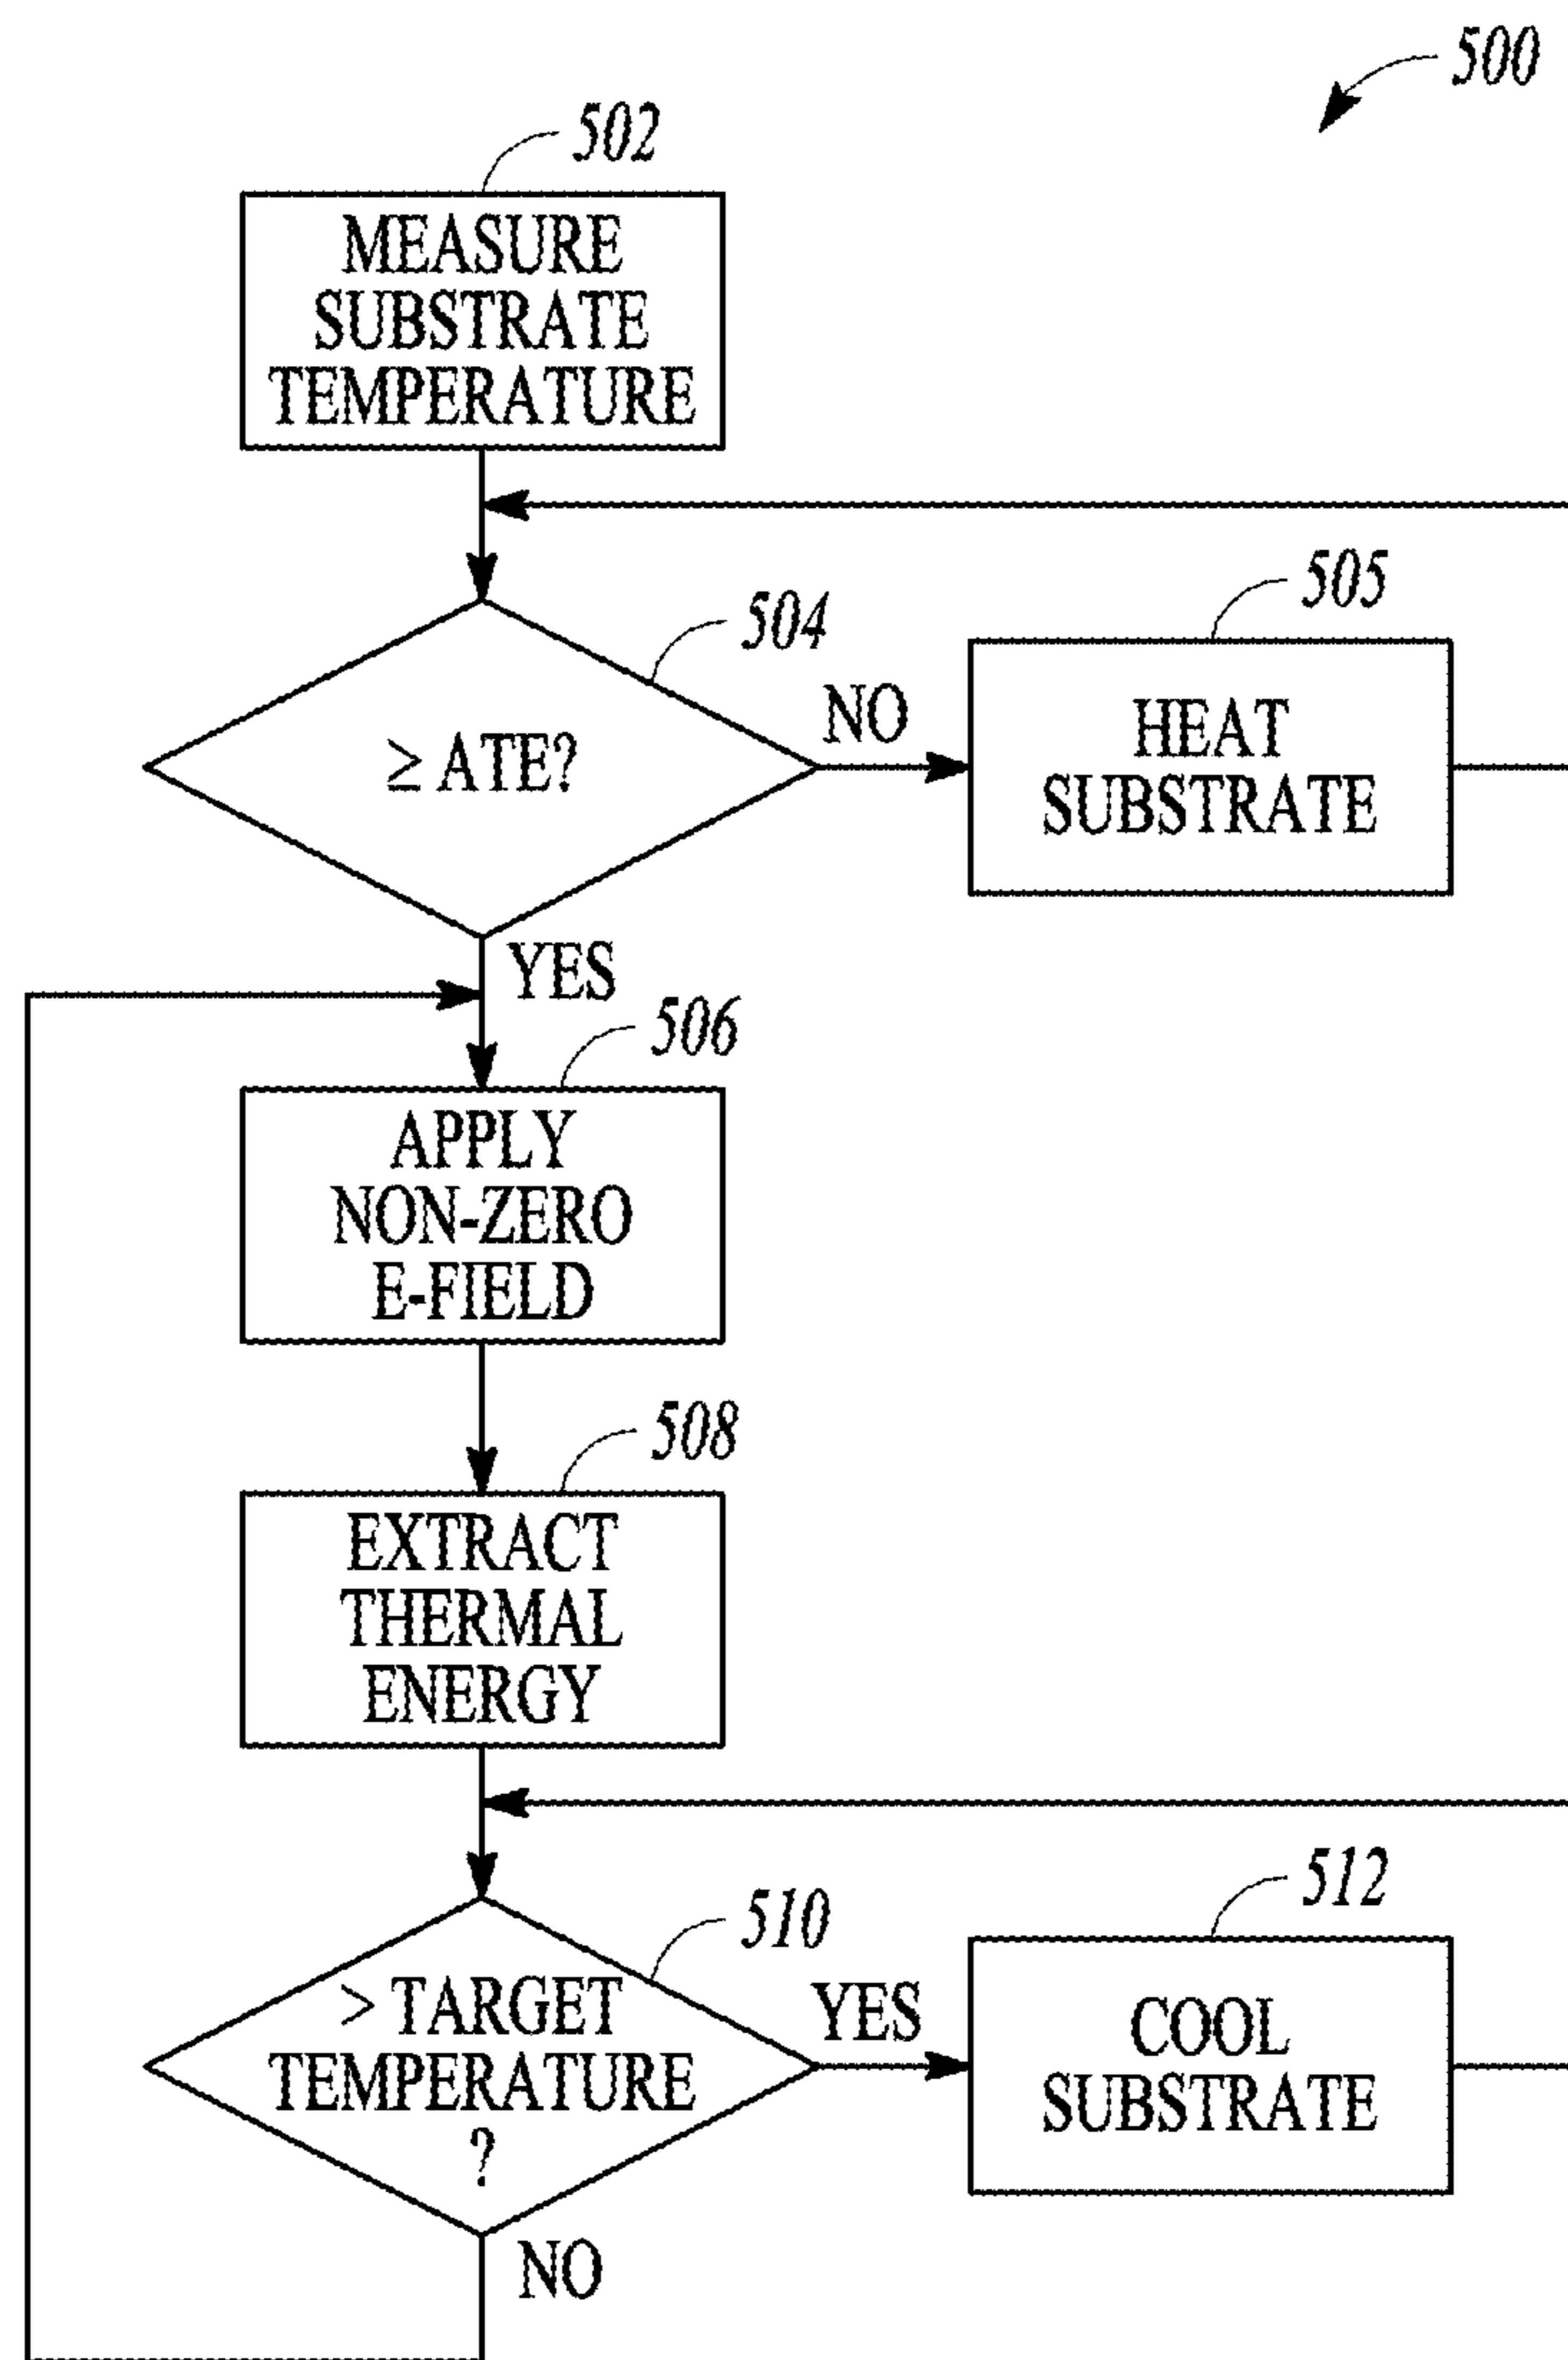 500
502
MEASURE
SUBSTRATE
TEMPERATURE
504
≥ ATE?
NO
505
HEAT
SUBSTRATE
YES
506
APPLY
NON-ZERO
E-FIELD
508
EXTRACT
THERMAL
ENERGY
510
> TARGET
TEMPERATURE
?
YES
512
COOL
SUBSTRATE
NO